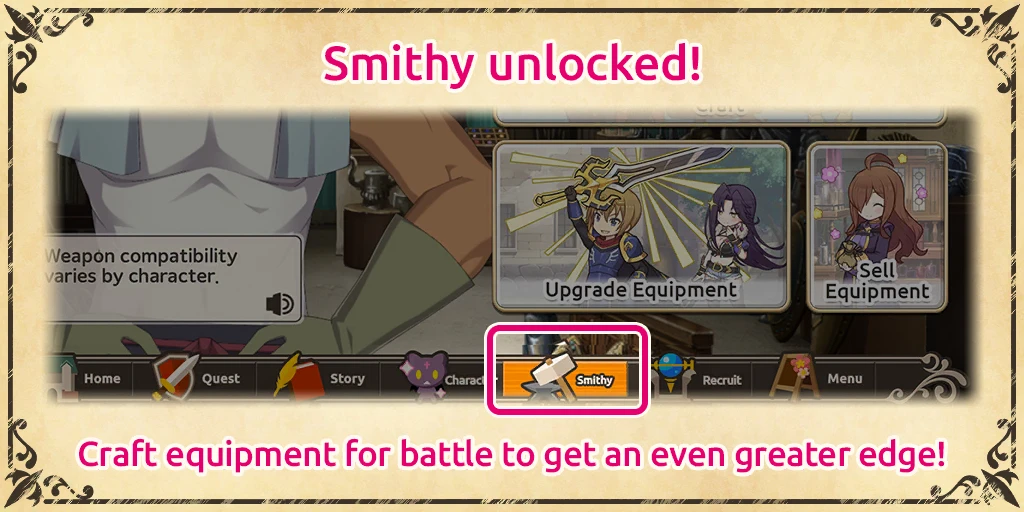 Smithy unlocked!
Craft
Weapon compatibility
varies by character.
Upgrade Equipment
Sell
Equipment
Home
Quest
Story
Smithy
Recruit
Menu
Craft equipment for battle to get an even greater edge!